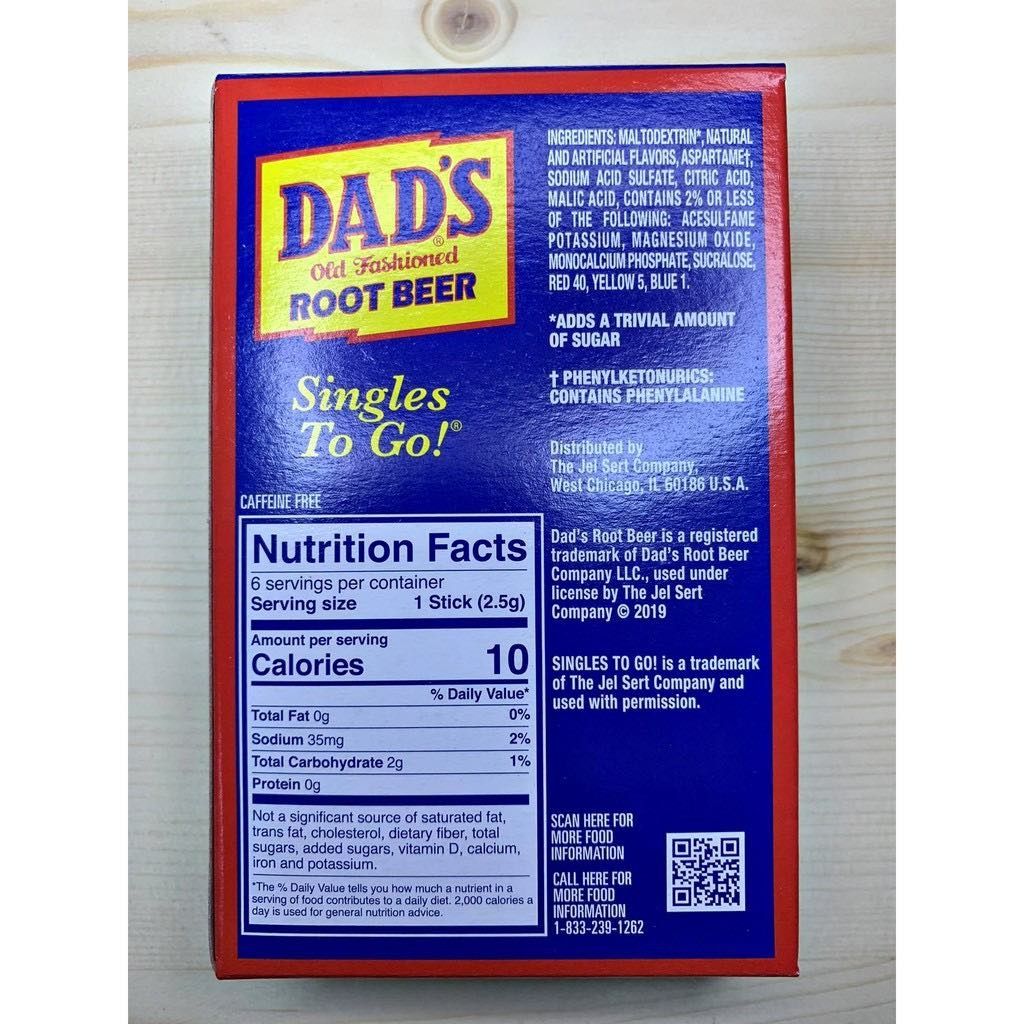 DAD'S®
Old Fashioned
ROOT BEER
Singles
To Go!®
CAFFEINE FREE
Nutrition Facts
6 servings per container
Serving size 1 Stick (2.5g)
Amount per serving
Calories 10
% Daily Value*
Total Fat 0g 0%
Sodium 35mg 2%
Total Carbohydrate 2g 1%
Protein 0g
Not a significant source of saturated fat,
trans fat, cholesterol, dietary fiber, total
sugars, added sugars, vitamin D, calcium,
iron and potassium.
*The % Daily Value tells you how much a nutrient in a
serving of food contributes to a daily diet. 2,000 calories a
day is used for general nutrition advice.
INGREDIENTS: MALTODEXTRIN*, NATURAL
AND ARTIFICIAL FLAVORS, ASPARTAME†,
SODIUM ACID SULFATE, CITRIC ACID,
MALIC ACID, CONTAINS 2% OR LESS
OF THE FOLLOWING: ACESULFAME
POTASSIUM, MAGNESIUM OXIDE,
MONOCALCIUM PHOSPHATE, SUCRALOSE,
RED 40, YELLOW 5, BLUE 1.
*ADDS A TRIVIAL AMOUNT
OF SUGAR
† PHENYLKETONURICS:
CONTAINS PHENYLALANINE
Distributed by
The Jel Sert Company,
West Chicago, IL 60186 U.S.A.
Dad's Root Beer is a registered
trademark of Dad's Root Beer
Company LLC., used under
license by The Jel Sert
Company © 2019
SINGLES TO GO! is a trademark
of The Jel Sert Company and
used with permission.
SCAN HERE FOR
MORE FOOD
INFORMATION
CALL HERE FOR
MORE FOOD
INFORMATION
1-833-239-1262